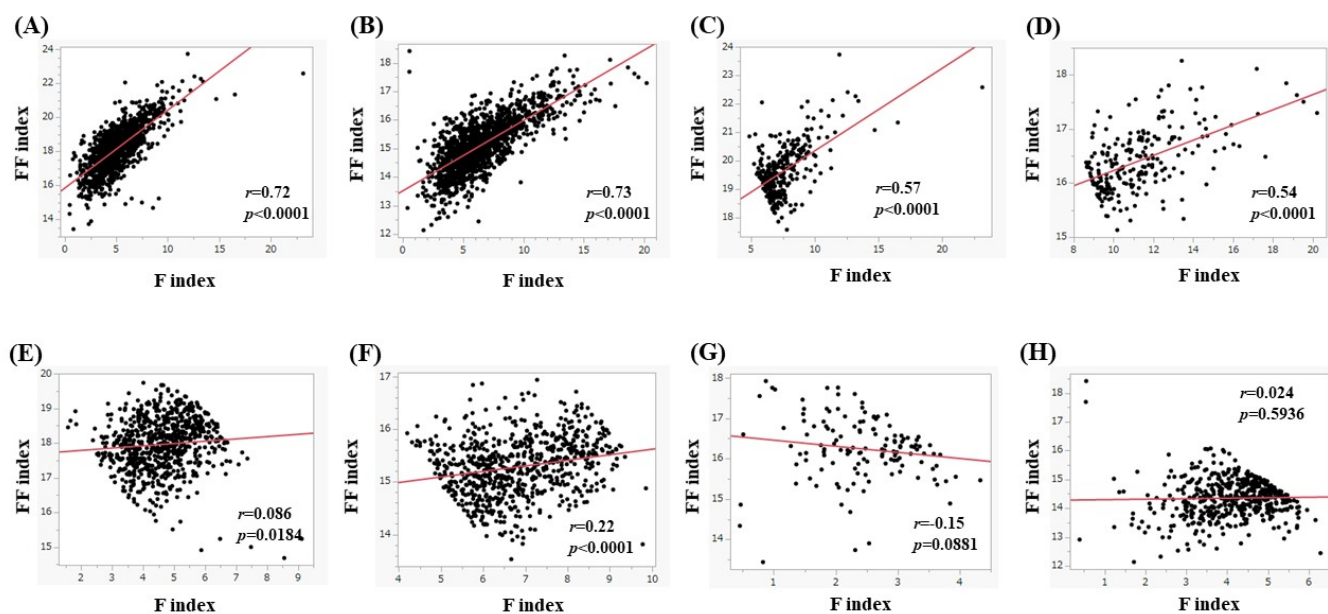 (A)
24
22
20
18
16
14
0
5
10
15
20
FF index
F index
r=0.72
p<0.0001
(B)
18
17
16
15
14
13
12
0
5
10
15
20
FF index
F index
r=0.73
p<0.0001
(C)
24
23
22
21
20
19
18
5
10
15
20
FF index
F index
r=0.57
p<0.0001
(D)
18
17
16
15
8
10
12
14
16
18
20
FF index
F index
r=0.54
p<0.0001
(E)
20
19
18
17
16
15
2
3
4
5
6
7
8
9
FF index
F index
r=0.086
p=0.0184
(F)
17
16
15
14
4
5
6
7
8
9
10
FF index
F index
r=0.22
p<0.0001
(G)
18
17
16
15
14
1
2
3
4
FF index
F index
r=-0.15
p=0.0881
(H)
18
17
16
15
14
13
12
1
2
3
4
5
6
FF index
F index
r=0.024
p=0.5936